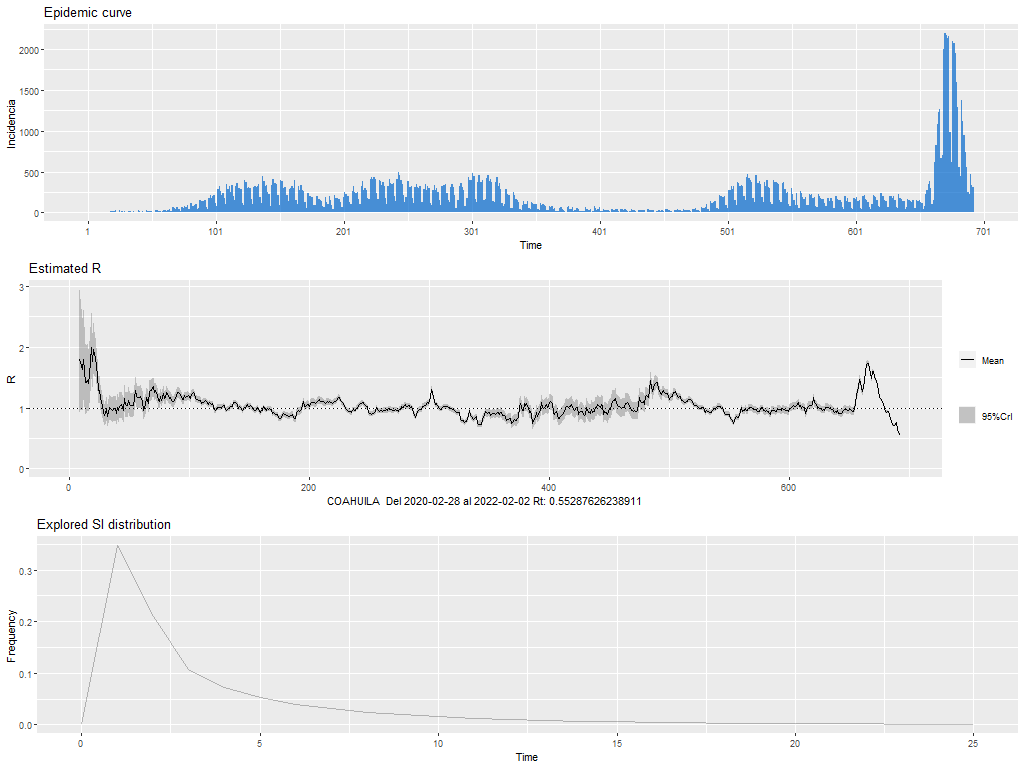 Epidemic curve
2000
1500
1000
500
0
Incidencia
1 101 201 301 401 501 601 701
Time
Estimated R
3
2
1
0
R
Mean
95%CrI
0 200 400 600
COAHUILA Del 2020-02-28 al 2022-02-02 Rt: 0.55287626238911
Explored SI distribution
0.3
0.2
0.1
0.0
Frequency
0 5 10 15 20 25
Time